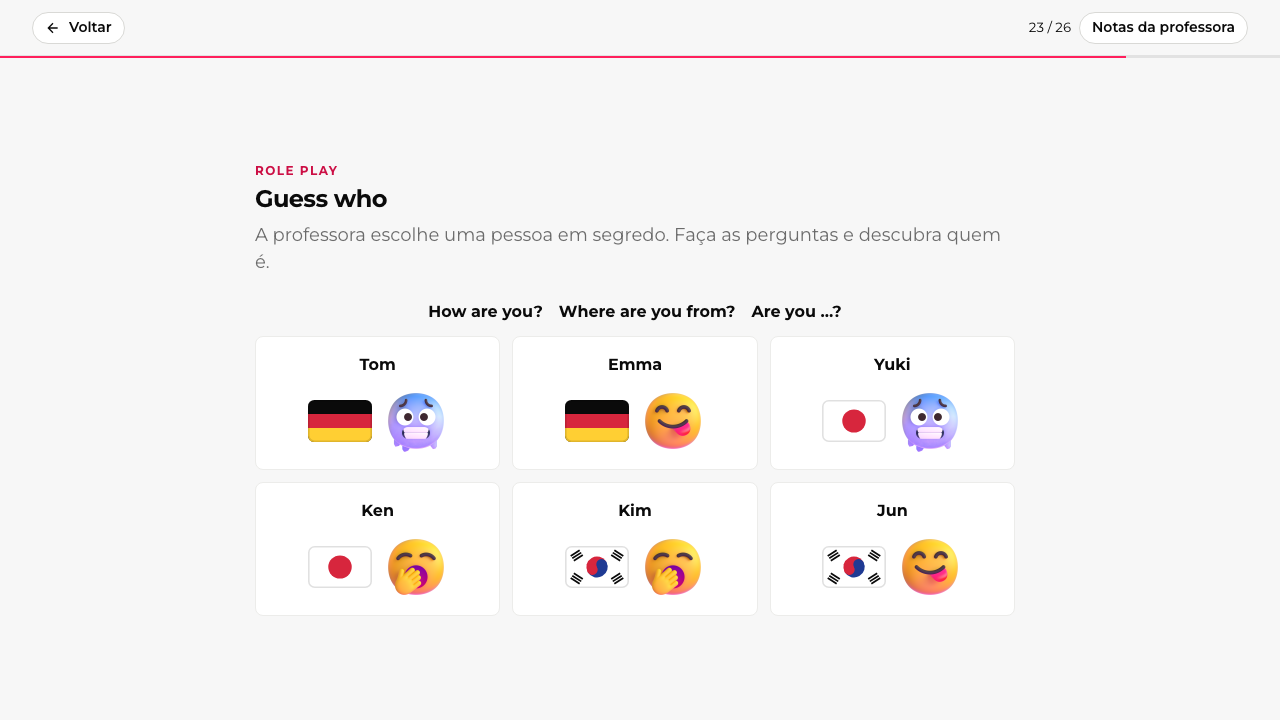 Voltar
23 / 26
Notas da professora
ROLE PLAY
Guess who
A professora escolhe uma pessoa em segredo. Faça as perguntas e descubra quem
é.
How are you? Where are you from? Are you ...?
Tom
Emma
Yuki
Ken
Kim
Jun